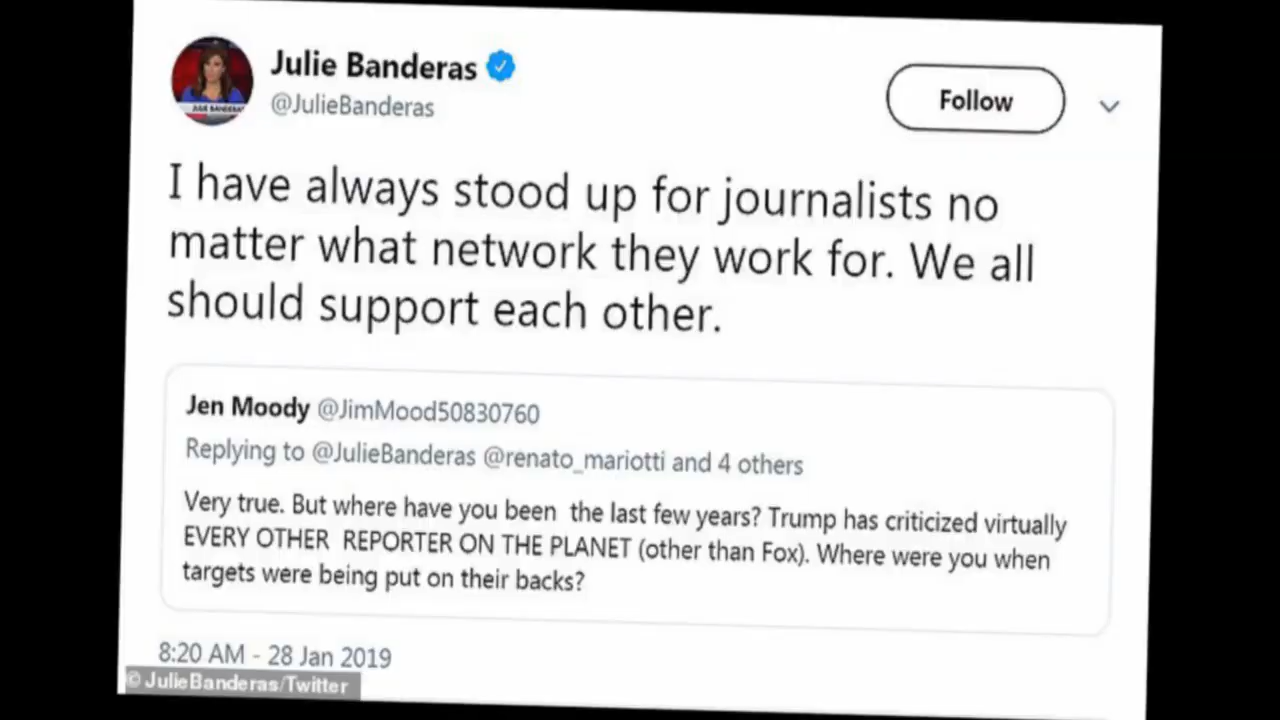 Julie Banderas
@JulieBanderas
Follow
I have always stood up for journalists no
matter what network they work for. We all
should support each other.
Jen Moody @JimMood50830760
Replying to @JulieBanderas @renato_mariotti and 4 others
Very true. But where have you been the last few years? Trump has criticized virtually
EVERY OTHER REPORTER ON THE PLANET (other than Fox). Where were you when
targets were being put on their backs?
8:20 AM - 28 Jan 2019
© JulieBanderas/Twitter